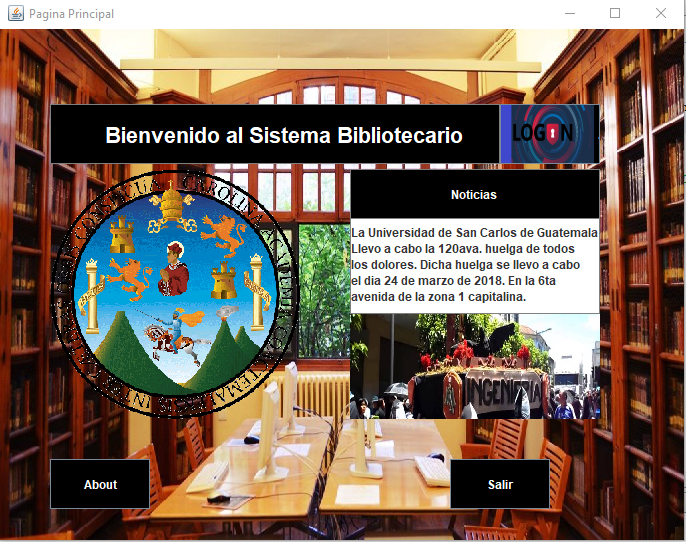 Pagina Principal
Bienvenido al Sistema Bibliotecario
LOGIN
Noticias
La Universidad de San Carlos de Guatemala
Llevo a cabo la 120ava. huelga de todos
los dolores. Dicha huelga se llevo a cabo
el dia 24 de marzo de 2018. En la 6ta
avenida de la zona 1 capitalina.
CONSPICUA CAROLINA
INGENIERIA
About
Salir